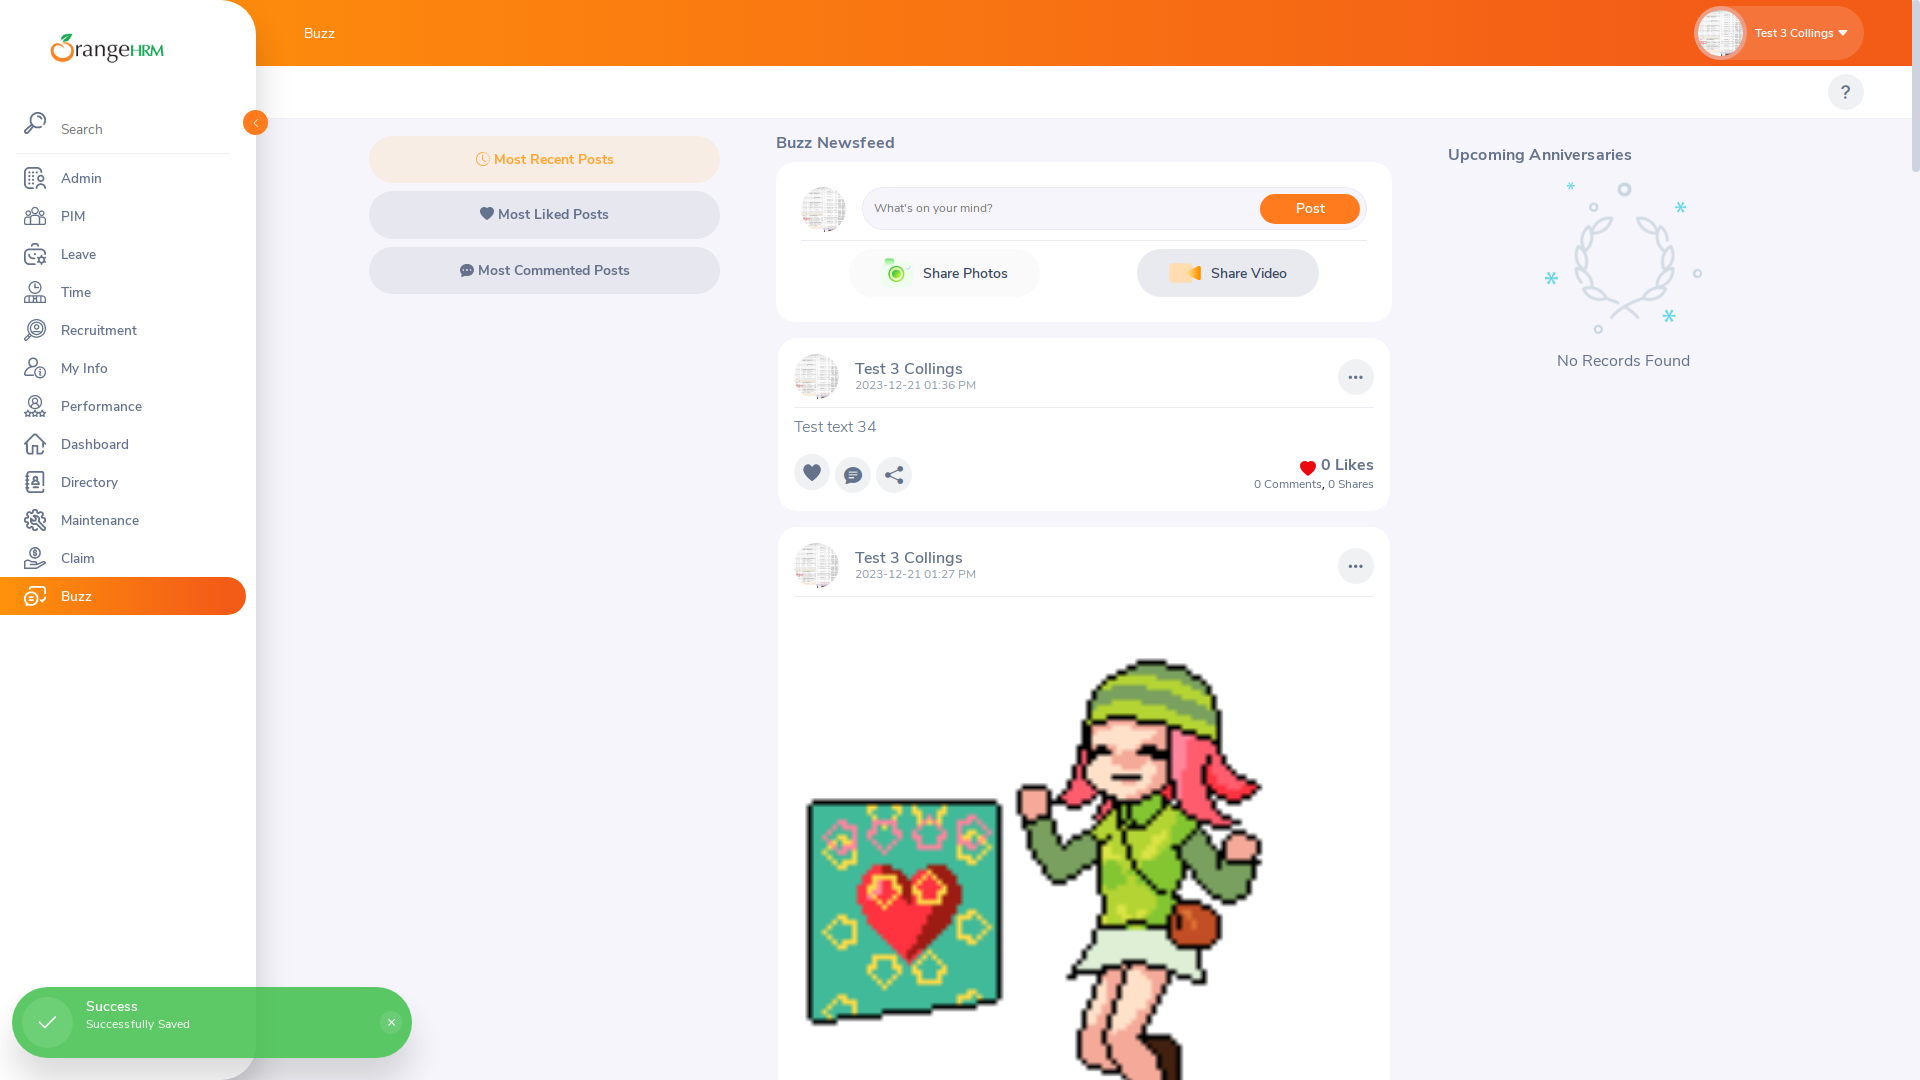 OrangeHRM
Search
Admin
PIM
Leave
Time
Recruitment
My Info
Performance
Dashboard
Directory
Maintenance
Claim
Buzz
Buzz
Test 3 Collings
?
Most Recent Posts
Most Liked Posts
Most Commented Posts
Buzz Newsfeed
What's on your mind?
Post
Share Photos
Share Video
Test 3 Collings
2023-12-21 01:36 PM
Test text 34
0 Likes
0 Comments, 0 Shares
Test 3 Collings
2023-12-21 01:27 PM
Upcoming Anniversaries
No Records Found
Success
Successfully Saved